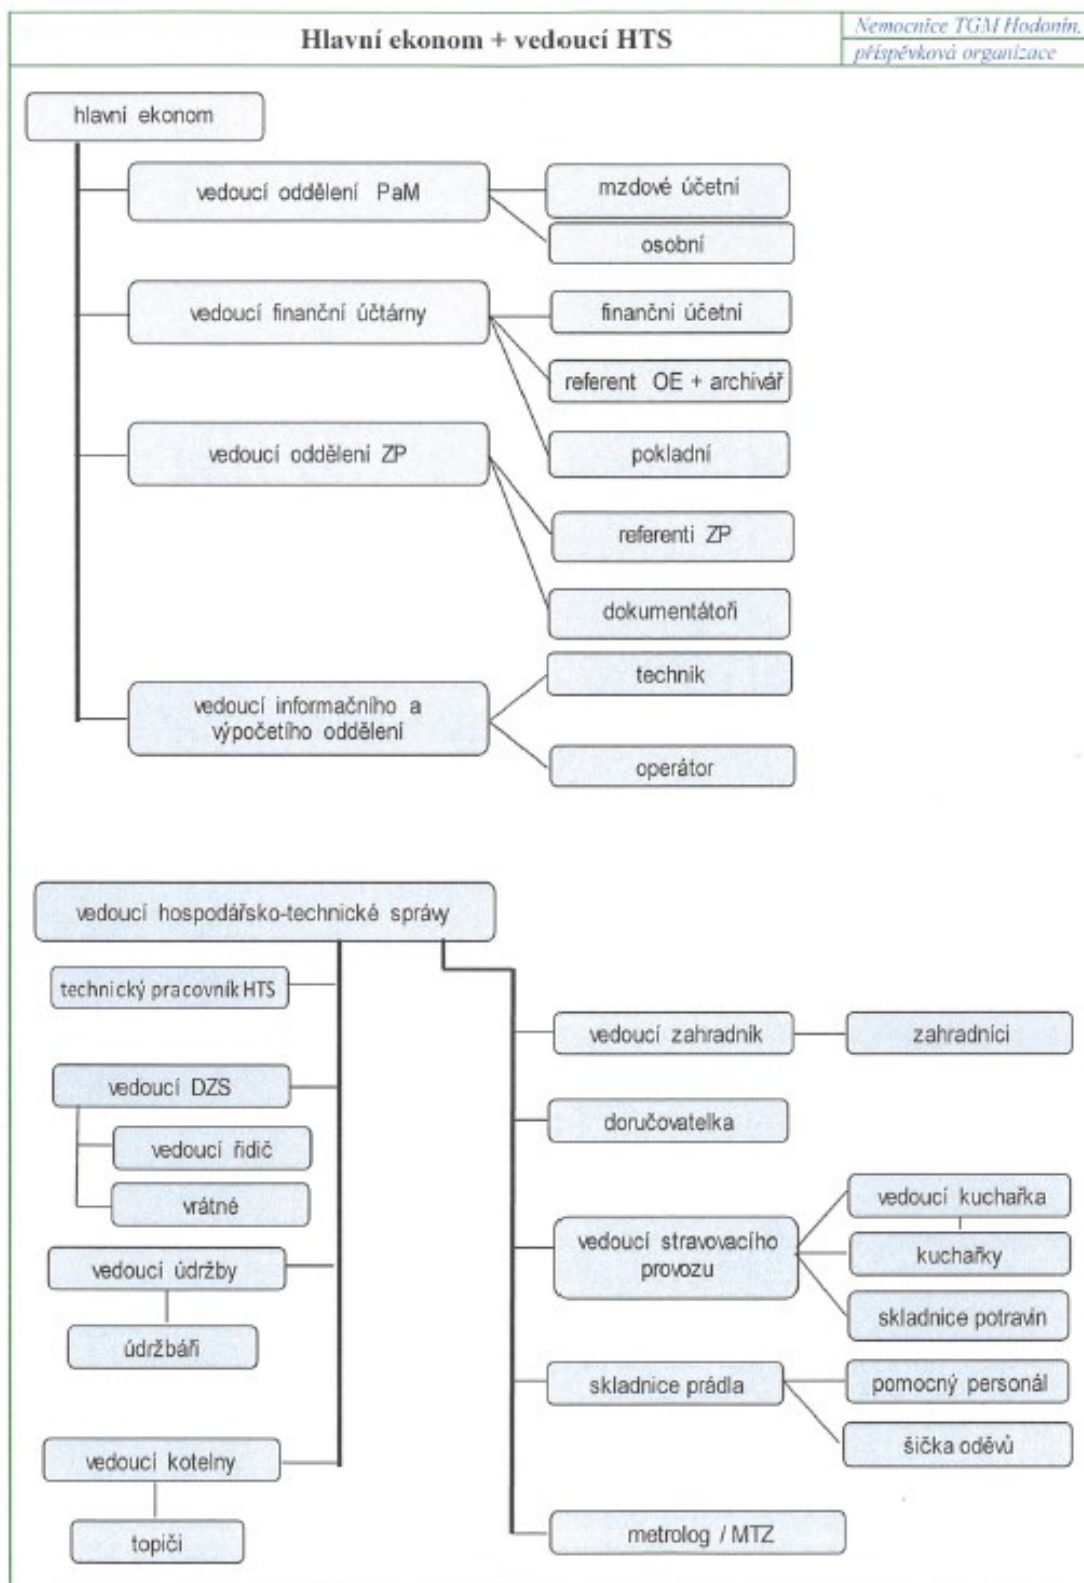 Hlavní ekonom + vedoucí HTS
Nemocnice TGM Hodonín,
příspěvková organizace
hlavní ekonom
vedoucí oddělení PaM
mzdové účetní
osobní
vedoucí finanční účtárny
finanční účetní
referent OE + archivář
pokladní
vedoucí oddělení ZP
referenti ZP
dokumentátoři
vedoucí informačního a
výpočetího oddělení
technik
operátor
vedoucí hospodářsko-technické správy
technický pracovník HTS
vedoucí DZS
vedoucí řidič
vrátné
vedoucí údržby
údržbáři
vedoucí kotelny
topiči
vedoucí zahradník
zahradníci
doručovatelka
vedoucí stravovacího
provozu
vedoucí kuchařka
kuchařky
skladnice potravin
skladnice prádla
pomocný personál
šička oděvů
metrolog / MTZ